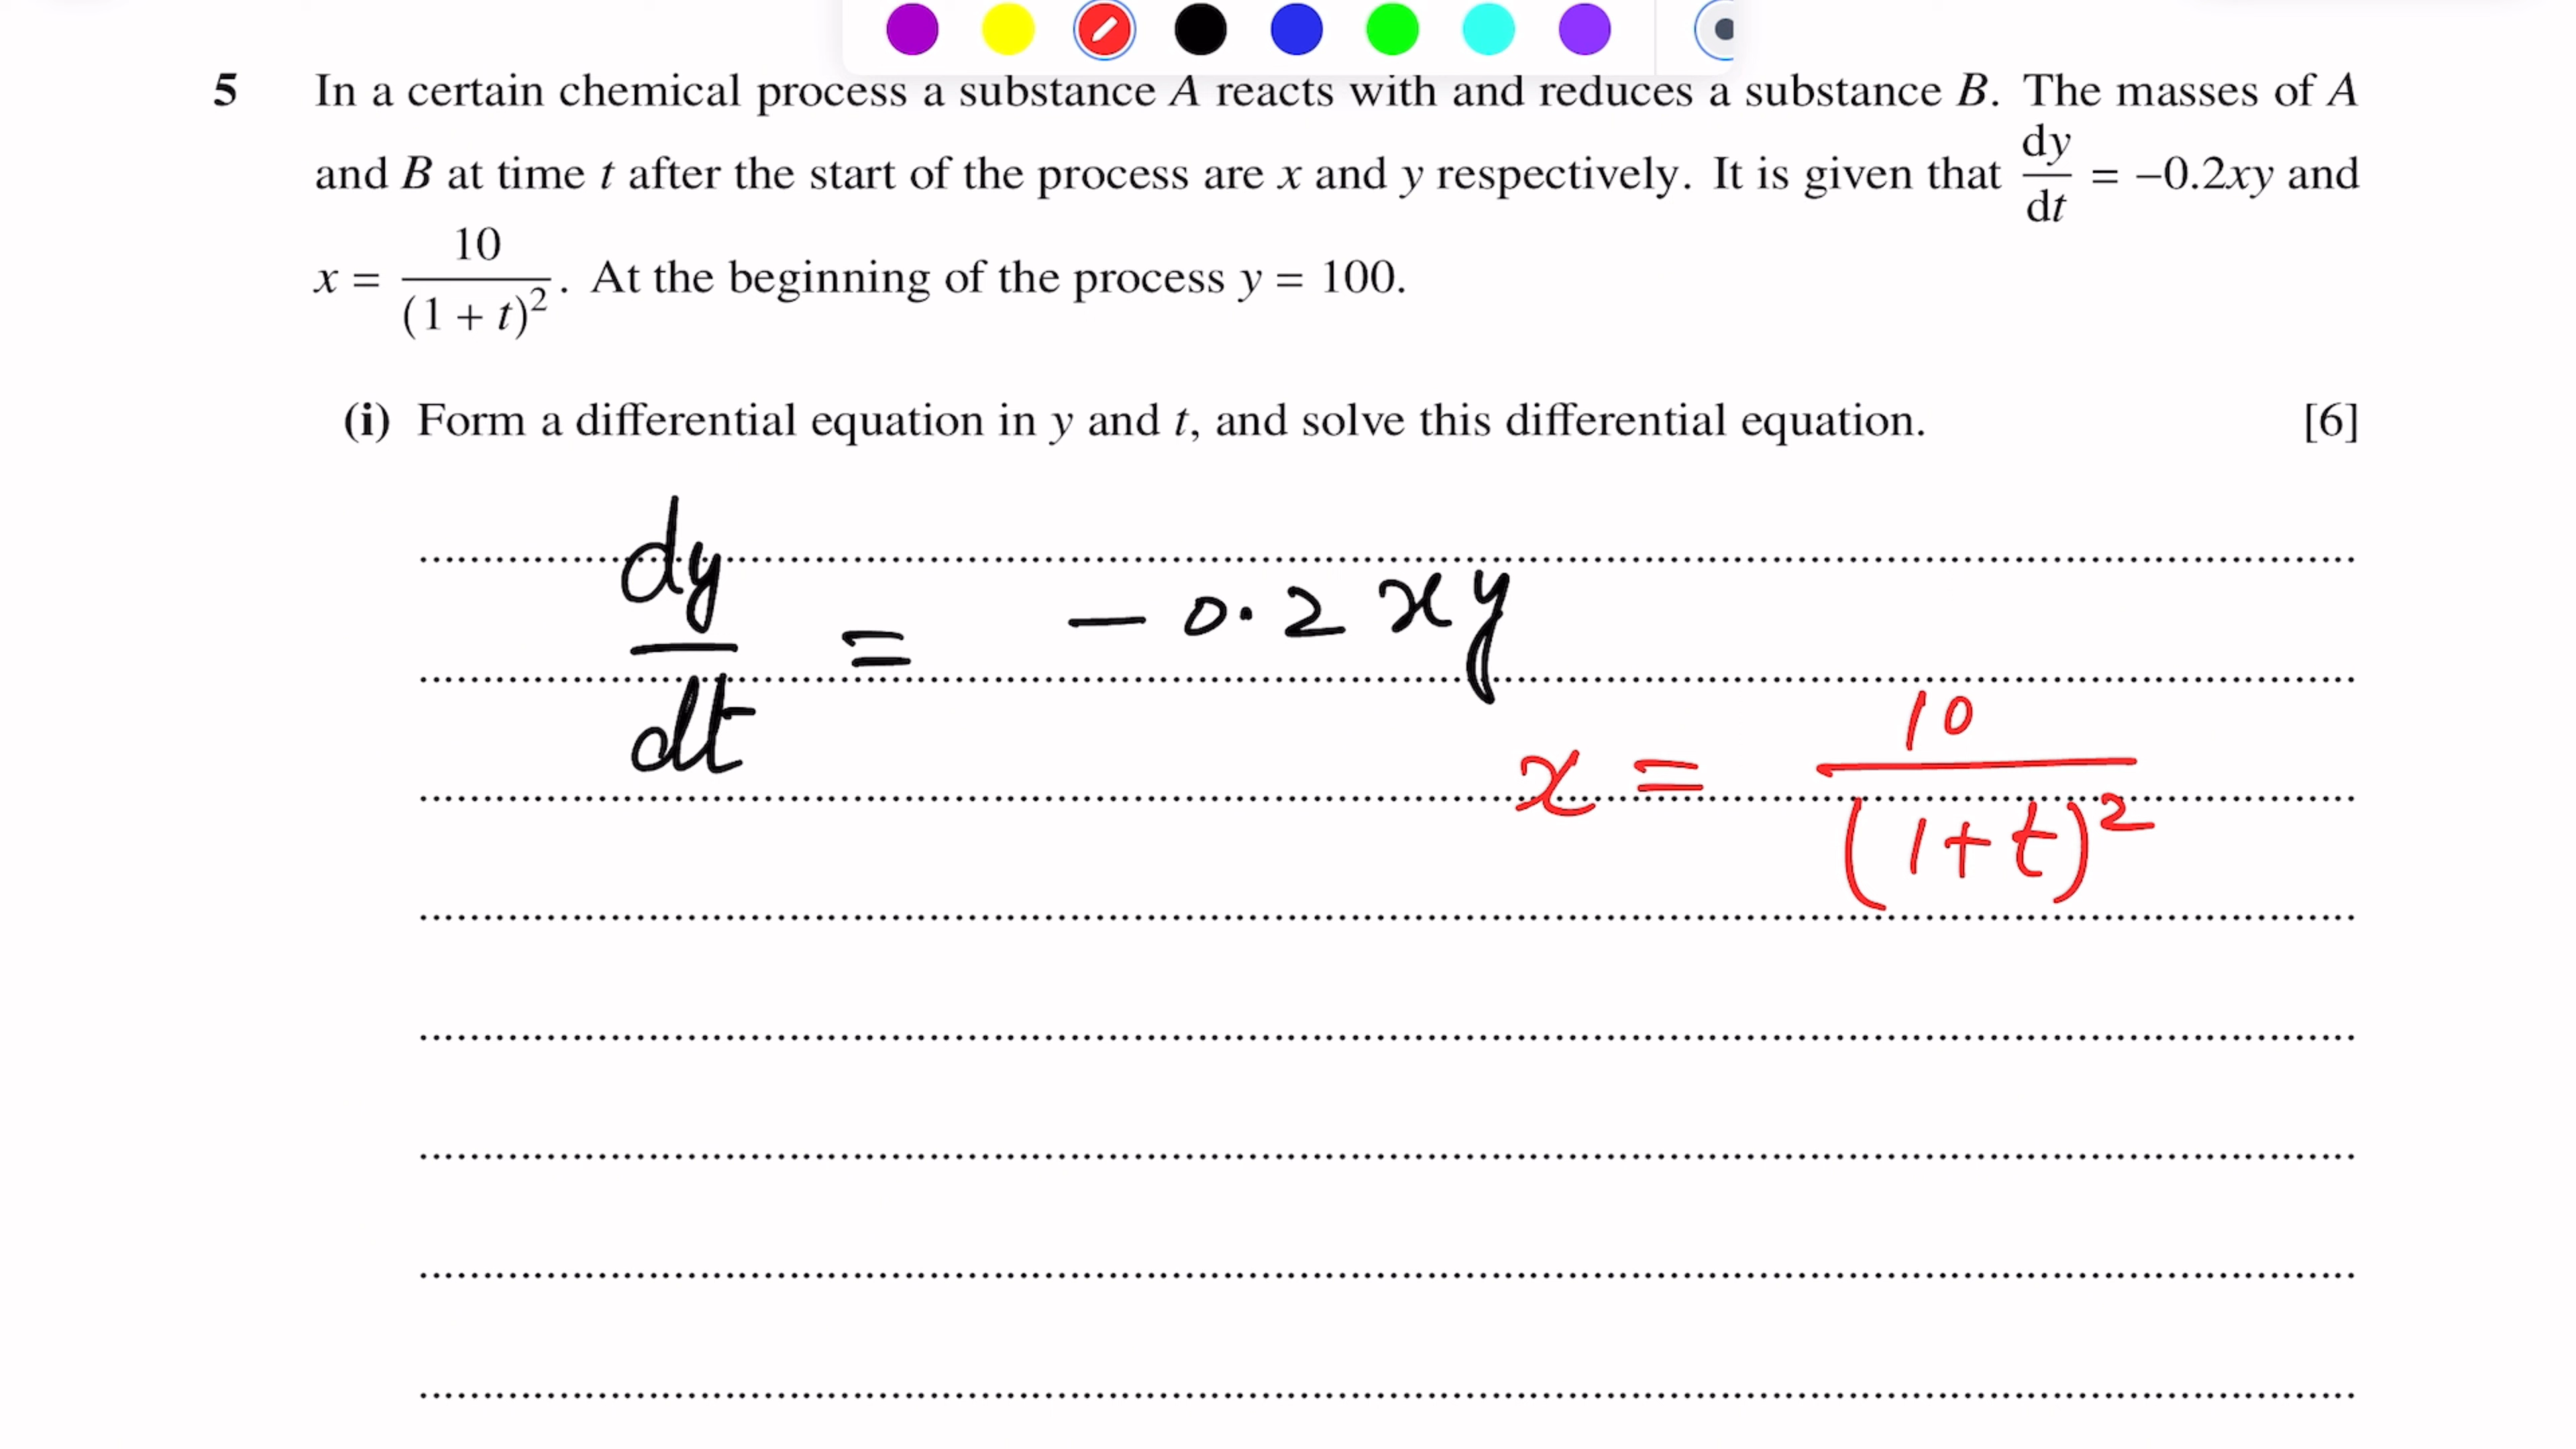 5 In a certain chemical process a substance A reacts with and reduces a substance B. The masses of A
and B at time t after the start of the process are x and y respectively. It is given that dy/dt = −0.2xy and
x = 10/(1 + t)². At the beginning of the process y = 100.
(i) Form a differential equation in y and t, and solve this differential equation. [6]
dy/dt = − 0.2 xy
x = 10/(1+t)²